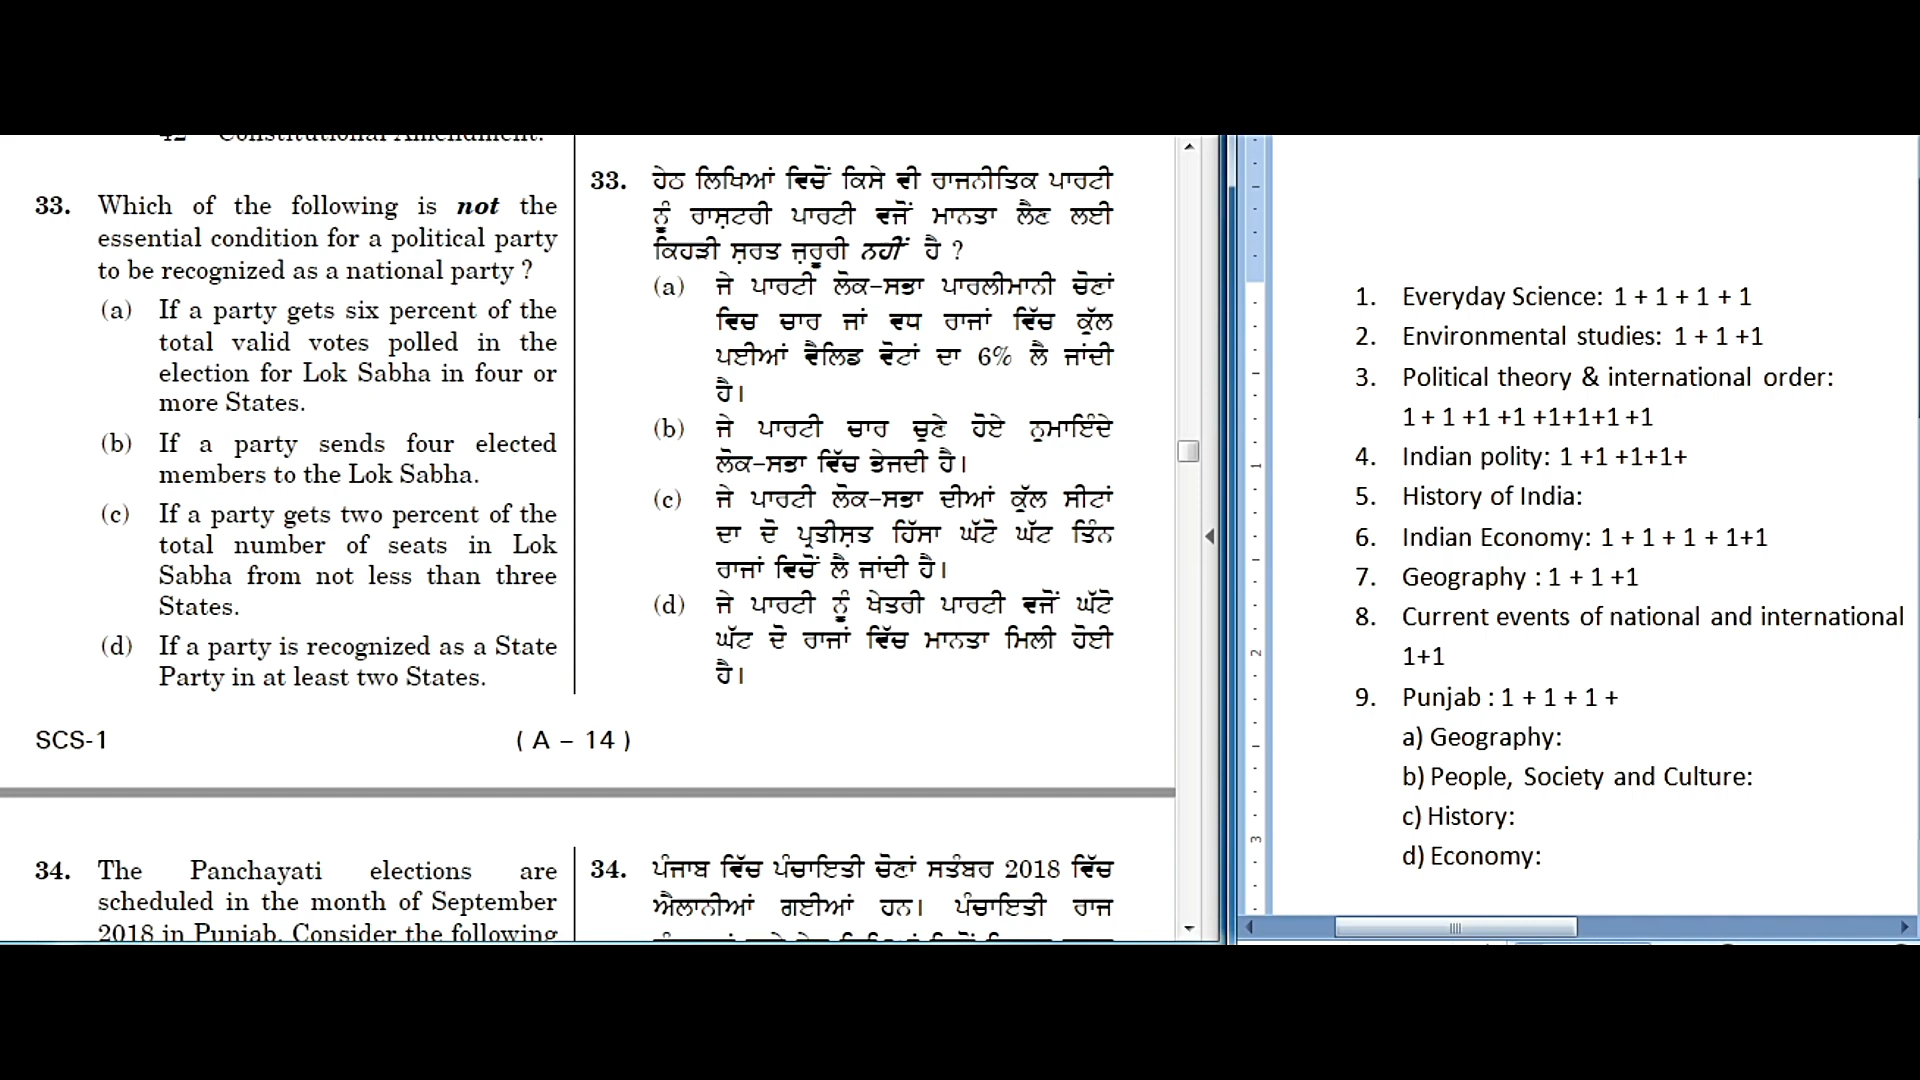 42 Constitutional Amendment.
33. Which of the following is not the
essential condition for a political party
to be recognized as a national party ?
(a) If a party gets six percent of the
total valid votes polled in the
election for Lok Sabha in four or
more States.
(b) If a party sends four elected
members to the Lok Sabha.
(c) If a party gets two percent of the
total number of seats in Lok
Sabha from not less than three
States.
(d) If a party is recognized as a State
Party in at least two States.
33. ਹੇਠ ਲਿਖਿਆਂ ਵਿਚੋਂ ਕਿਸੇ ਵੀ ਰਾਜਨੀਤਿਕ ਪਾਰਟੀ
ਨੂੰ ਰਾਸ਼ਟਰੀ ਪਾਰਟੀ ਵਜੋਂ ਮਾਨਤਾ ਲੈਣ ਲਈ
ਕਿਹੜੀ ਸ਼ਰਤ ਜ਼ਰੂਰੀ ਨਹੀਂ ਹੈ ?
(a) ਜੇ ਪਾਰਟੀ ਲੋਕ–ਸਭਾ ਪਾਰਲੀਮਾਨੀ ਚੋਣਾਂ
ਵਿਚ ਚਾਰ ਜਾਂ ਵਧ ਰਾਜਾਂ ਵਿੱਚ ਕੁੱਲ
ਪਈਆਂ ਵੈਲਿਡ ਵੋਟਾਂ ਦਾ 6% ਲੈ ਜਾਂਦੀ
ਹੈ।
(b) ਜੇ ਪਾਰਟੀ ਚਾਰ ਚੁਣੇ ਹੋਏ ਨੁਮਾਇੰਦੇ
ਲੋਕ–ਸਭਾ ਵਿੱਚ ਭੇਜਦੀ ਹੈ।
(c) ਜੇ ਪਾਰਟੀ ਲੋਕ–ਸਭਾ ਦੀਆਂ ਕੁੱਲ ਸੀਟਾਂ
ਦਾ ਦੋ ਪ੍ਰਤੀਸ਼ਤ ਹਿੱਸਾ ਘੱਟੋ ਘੱਟ ਤਿੰਨ
ਰਾਜਾਂ ਵਿਚੋਂ ਲੈ ਜਾਂਦੀ ਹੈ।
(d) ਜੇ ਪਾਰਟੀ ਨੂੰ ਖੇਤਰੀ ਪਾਰਟੀ ਵਜੋਂ ਘੱਟੋ
ਘੱਟ ਦੋ ਰਾਜਾਂ ਵਿੱਚ ਮਾਨਤਾ ਮਿਲੀ ਹੋਈ
ਹੈ।
SCS-1 ( A – 14 )
34. The Panchayati elections are
scheduled in the month of September
2018 in Punjab. Consider the following
34. ਪੰਜਾਬ ਵਿੱਚ ਪੰਚਾਇਤੀ ਚੋਣਾਂ ਸਤੰਬਰ 2018 ਵਿੱਚ
ਐਲਾਨੀਆਂ ਗਈਆਂ ਹਨ। ਪੰਚਾਇਤੀ ਰਾਜ
1. Everyday Science: 1 + 1 + 1 + 1
2. Environmental studies: 1 + 1 +1
3. Political theory & international order:
1 + 1 +1 +1 +1+1+1 +1
4. Indian polity: 1 +1 +1+1+
5. History of India:
6. Indian Economy: 1 + 1 + 1 + 1+1
7. Geography : 1 + 1 +1
8. Current events of national and international
1+1
9. Punjab : 1 + 1 + 1 +
a) Geography:
b) People, Society and Culture:
c) History:
d) Economy:
1
2
3